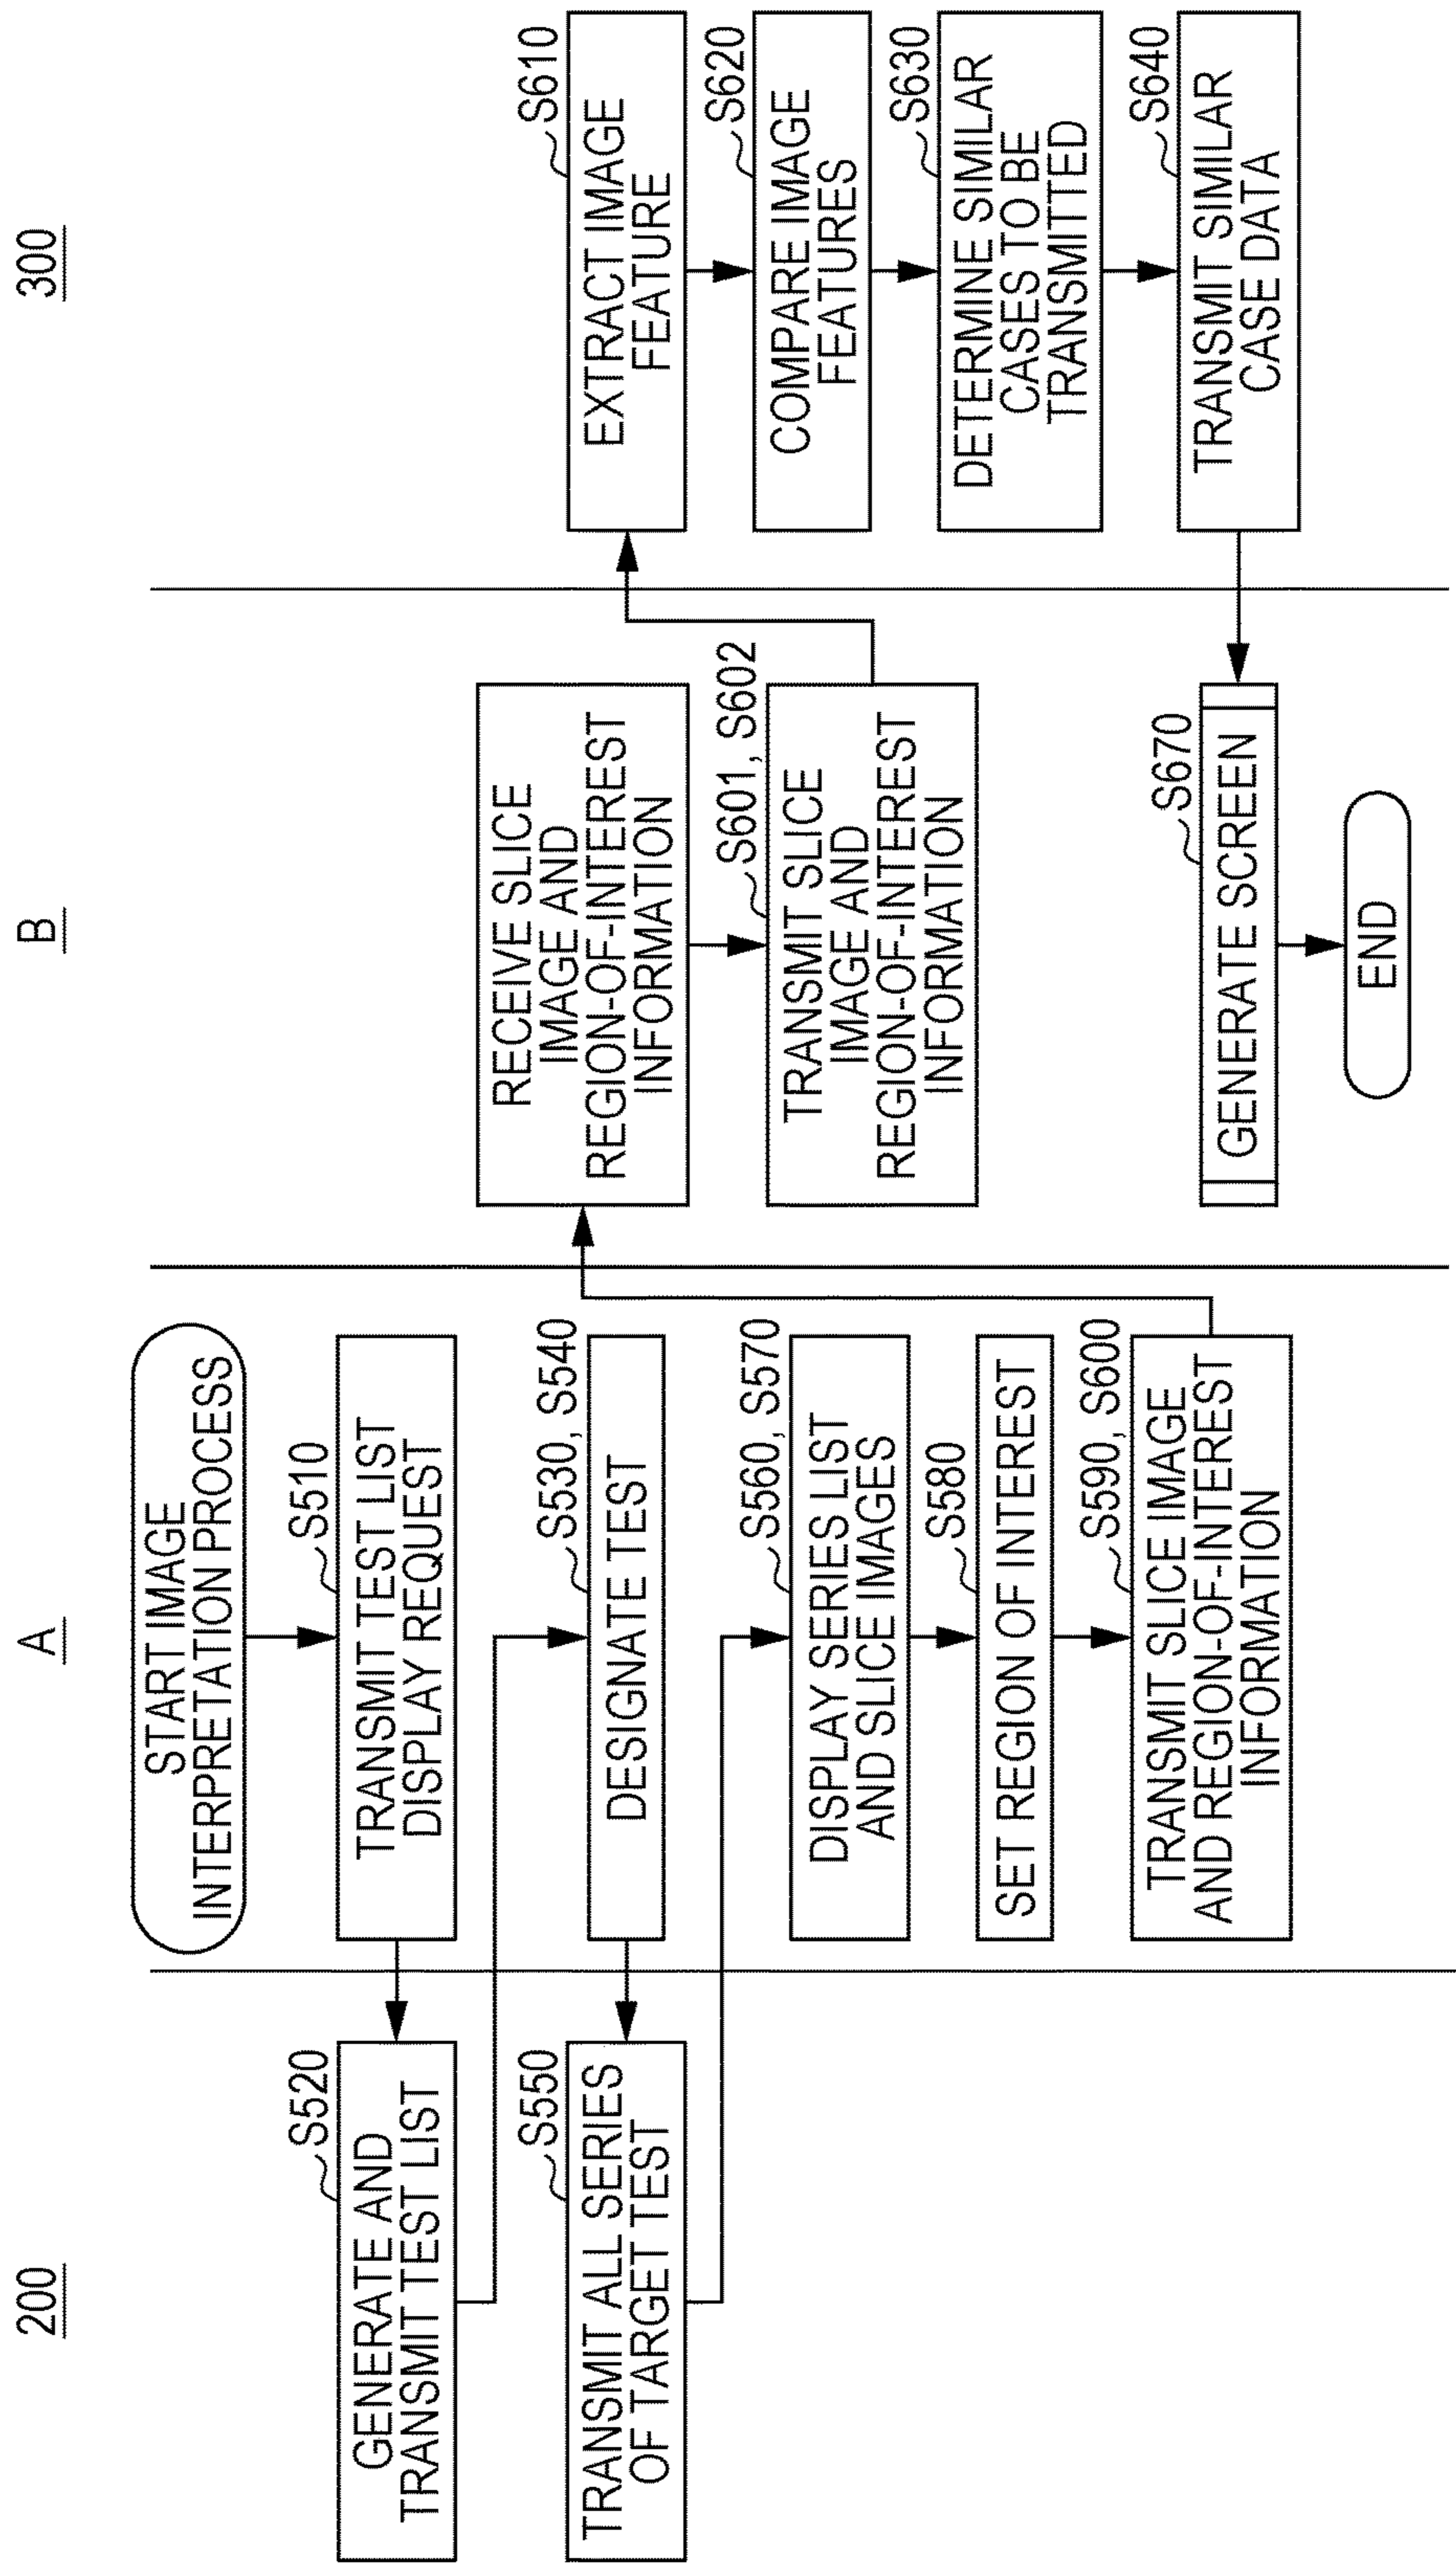 200
A
B
300
START IMAGE
INTERPRETATION PROCESS
S510
TRANSMIT TEST LIST
DISPLAY REQUEST
S520
GENERATE AND
TRANSMIT TEST LIST
S530, S540
DESIGNATE TEST
S550
TRANSMIT ALL SERIES
OF TARGET TEST
S560, S570
DISPLAY SERIES LIST
AND SLICE IMAGES
S580
SET REGION OF INTEREST
S590, S600
TRANSMIT SLICE IMAGE
AND REGION-OF-INTEREST
INFORMATION
RECEIVE SLICE
IMAGE AND
REGION-OF-INTEREST
INFORMATION
S601, S602
TRANSMIT SLICE
IMAGE AND
REGION-OF-INTEREST
INFORMATION
S610
EXTRACT IMAGE
FEATURE
S620
COMPARE IMAGE
FEATURES
S630
DETERMINE SIMILAR
CASES TO BE
TRANSMITTED
S640
TRANSMIT SIMILAR
CASE DATA
S670
GENERATE SCREEN
END